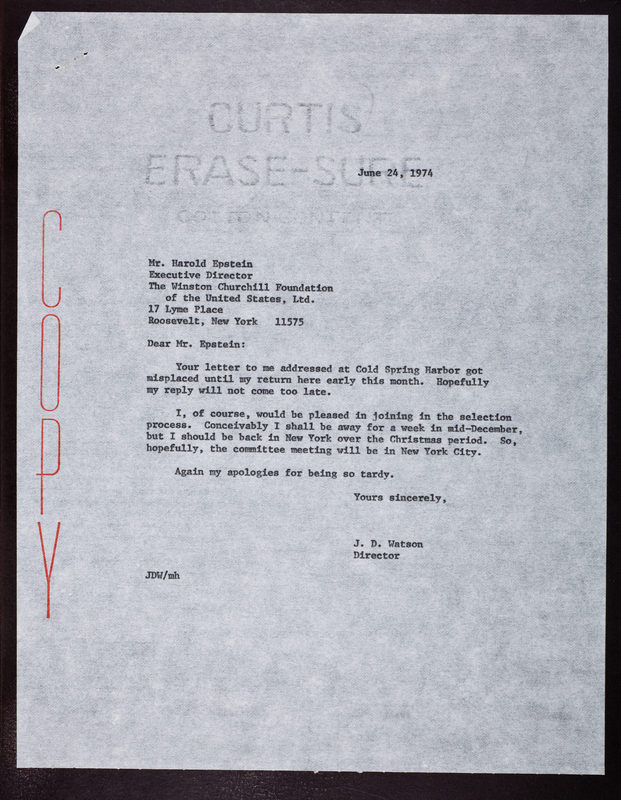 CURTIS
ERASE-SURE
COTTON CONTENT
June 24, 1974
COPY
Mr. Harold Epstein
Executive Director
The Winston Churchill Foundation
of the United States, Ltd.
17 Lyme Place
Roosevelt, New York 11575
Dear Mr. Epstein:
Your letter to me addressed at Cold Spring Harbor got
misplaced until my return here early this month. Hopefully
my reply will not come too late.
I, of course, would be pleased in joining in the selection
process. Conceivably I shall be away for a week in mid-December,
but I should be back in New York over the Christmas period. So,
hopefully, the committee meeting will be in New York City.
Again my apologies for being so tardy.
Yours sincerely,
J. D. Watson
Director
JDW/mh